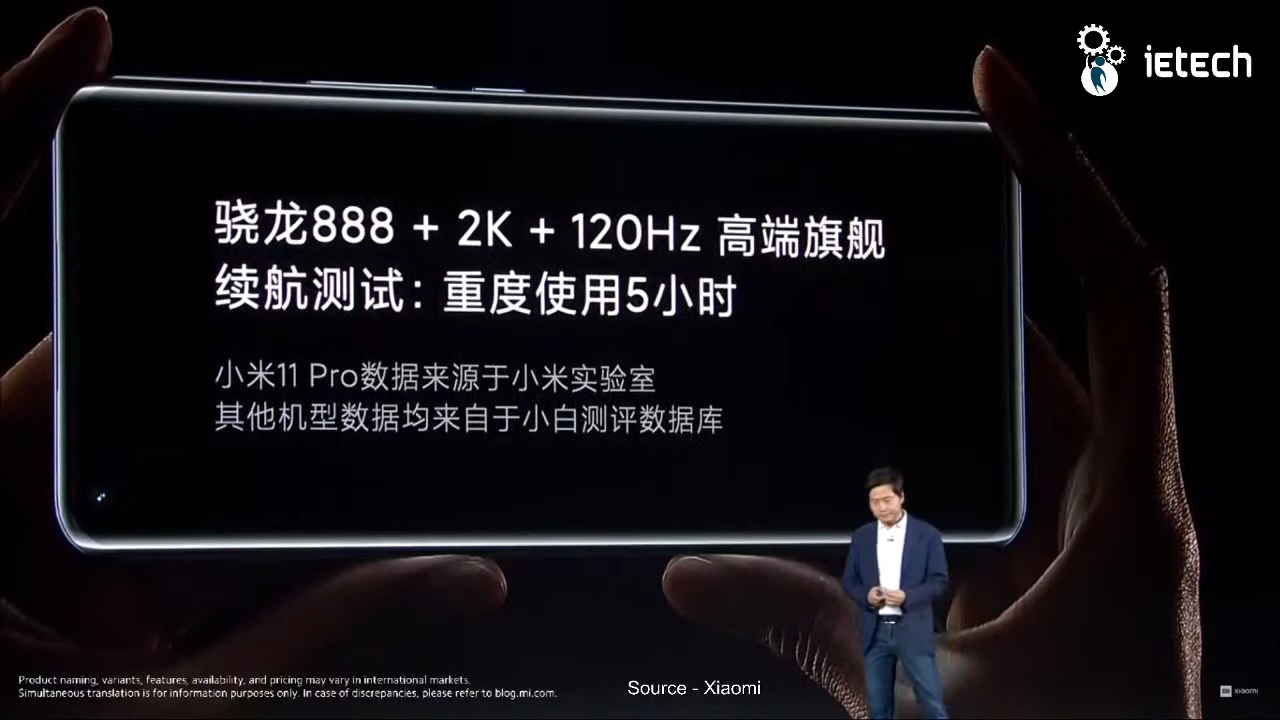 ietech
骁龙888 + 2K + 120Hz 高端旗舰
续航测试：重度使用5小时
小米11 Pro数据来源于小米实验室
其他机型数据均来自于小白测评数据库
Product naming, variants, features, availability, and pricing may vary in international markets.
Simultaneous translation is for information purposes only. In case of discrepancies, please refer to blog.mi.com.
Source - Xiaomi
mi xiaomi